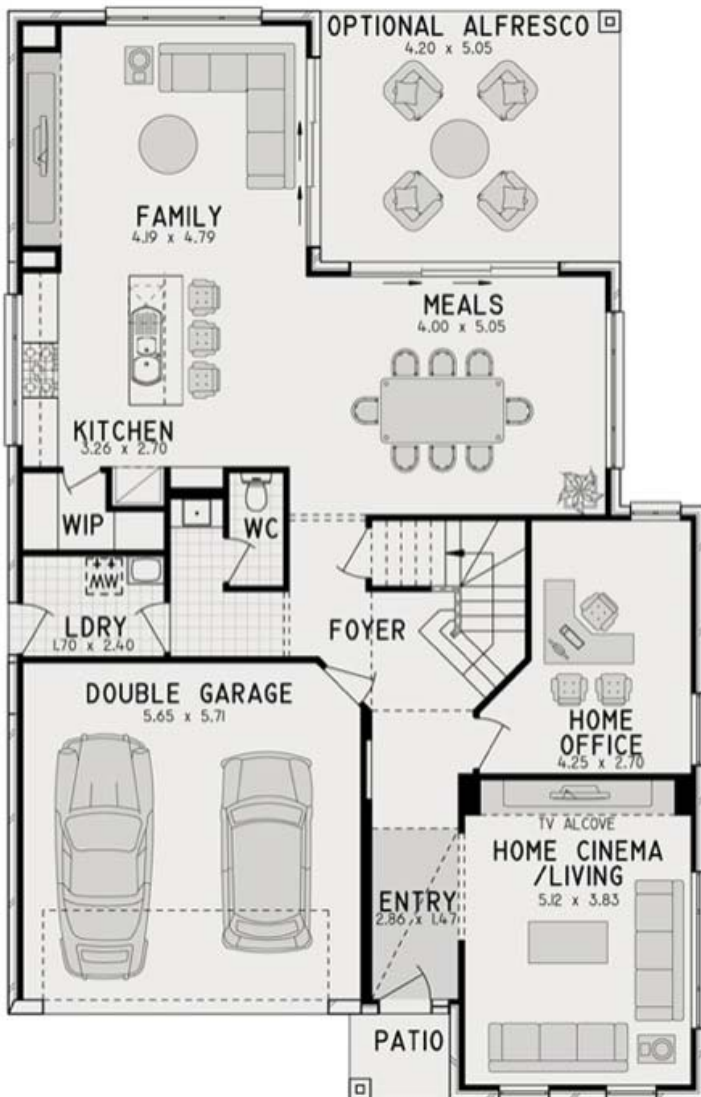 OPTIONAL ALFRESCO
4.20 x 5.05
FAMILY
4.19 x 4.79
MEALS
4.00 x 5.05
KITCHEN
3.26 x 2.70
WIP
WC
MW
LDRY
1.70 x 2.40
FOYER
DOUBLE GARAGE
5.65 x 5.71
HOME
OFFICE
4.25 x 2.70
TV ALCOVE
HOME CINEMA
/LIVING
5.12 x 3.83
ENTRY
2.86 x 1.47
PATIO